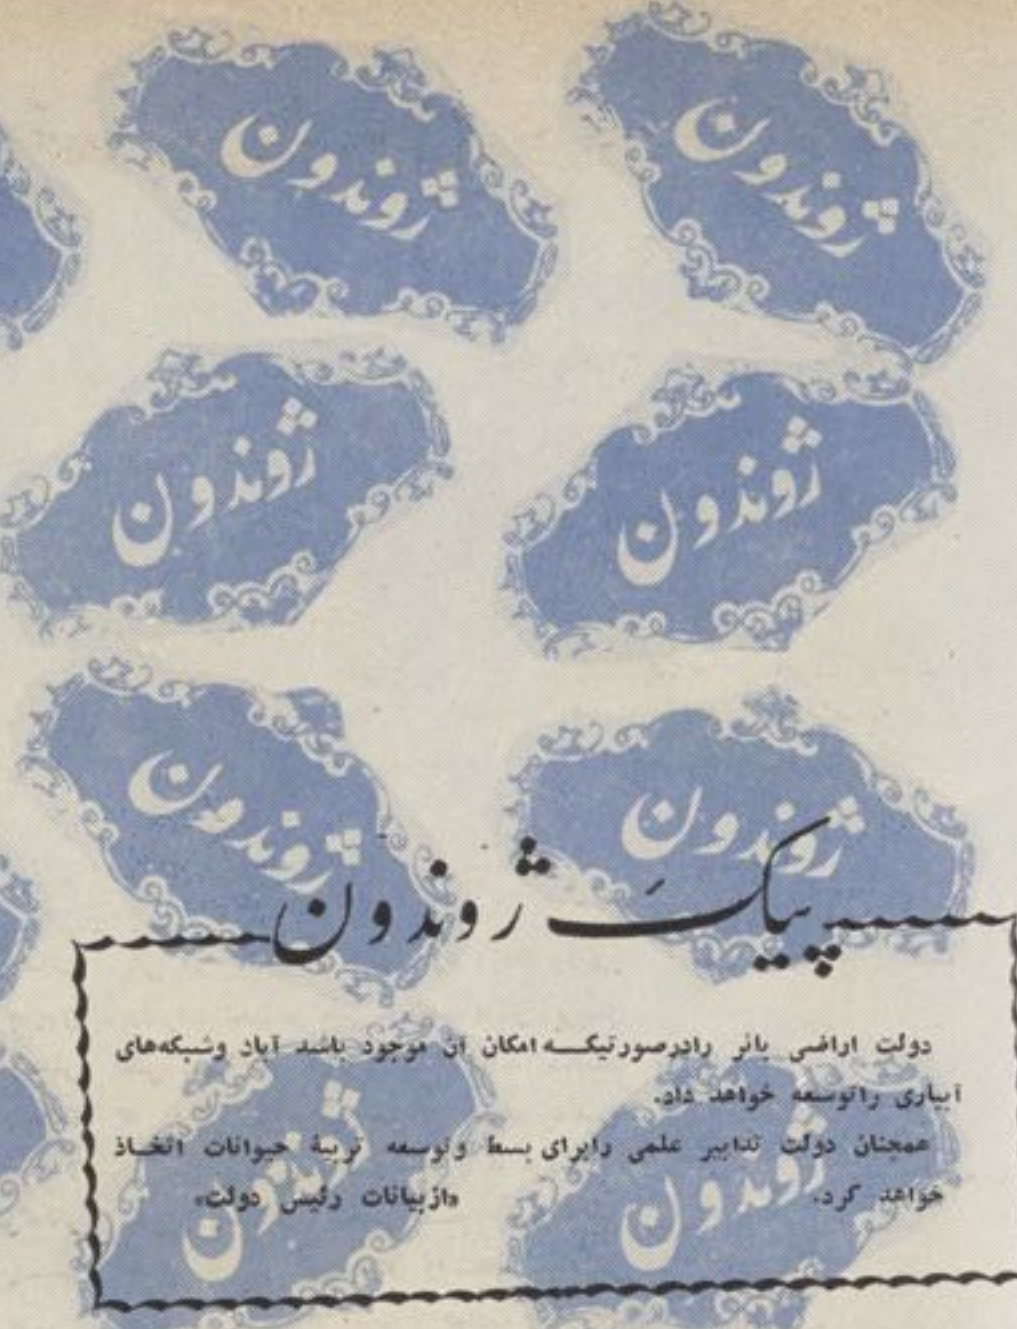 ژوندون
ژوندون
ژوندون
ژوندون
ژوندون
ژوندون
پیک ژوندون
دولت اراضی بائر رادرصورتیکه امکان آن موجود باشد آباد وشبکه‌های
آبیاری راتوسعه خواهد داد.
همچنان دولت تدابیر علمی رابرای بسط وتوسعه تربیهٔ حیوانات اتخاذ
خواهد کرد. «ازبیانات رئیس دولت»
ژوندون
ژوندون